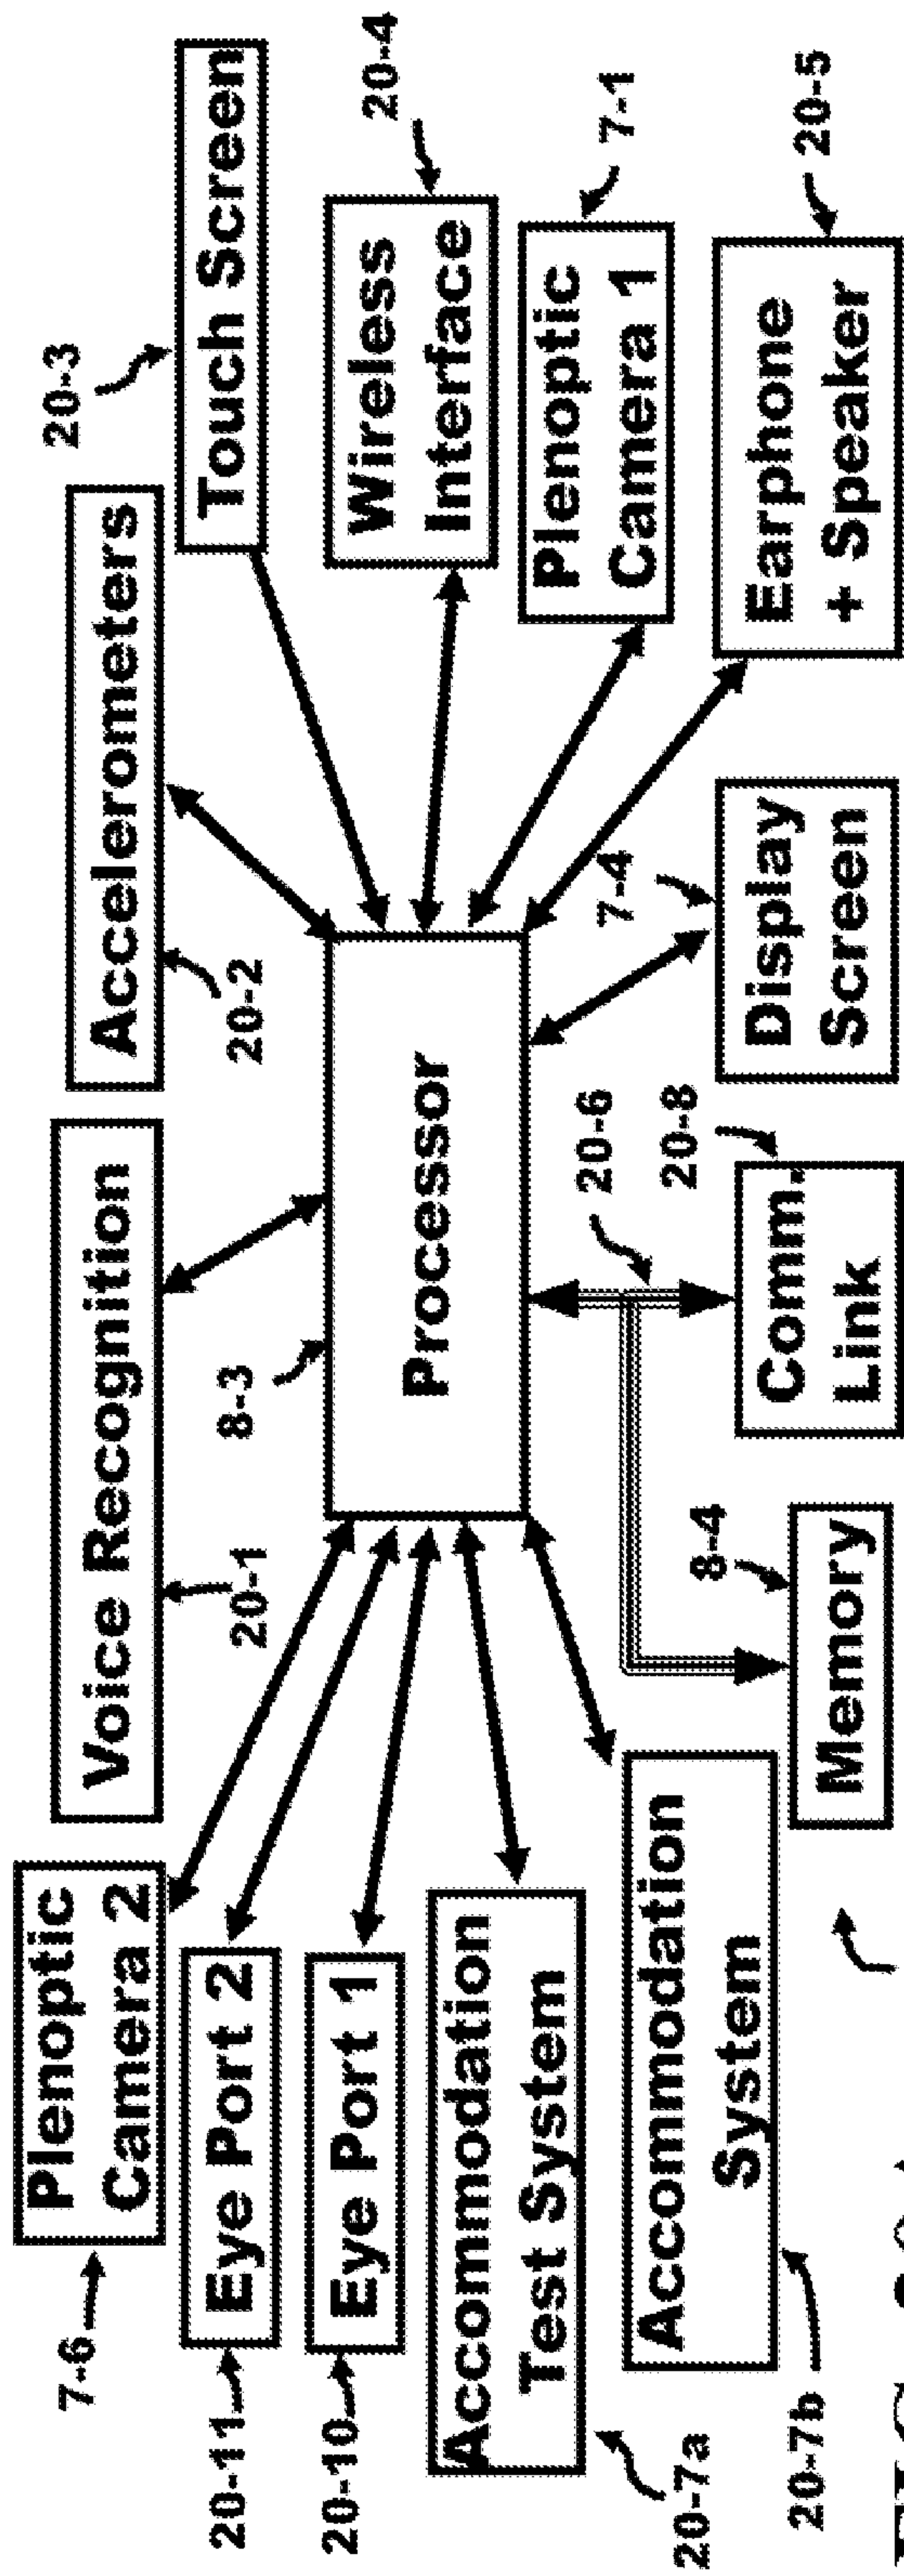 7-6
Plenoptic
Camera 2
20-11
Eye Port 2
20-10
Eye Port 1
Accommodation
Test System
20-7a
Accommodation
System
20-7b
Voice Recognition
20-1
Accelerometers
20-2
20-3
Touch Screen
20-4
Wireless
Interface
7-1
Plenoptic
Camera 1
20-5
Earphone
+ Speaker
8-3
Processor
7-4
Display
Screen
20-6
20-8
Comm.
Link
8-4
Memory